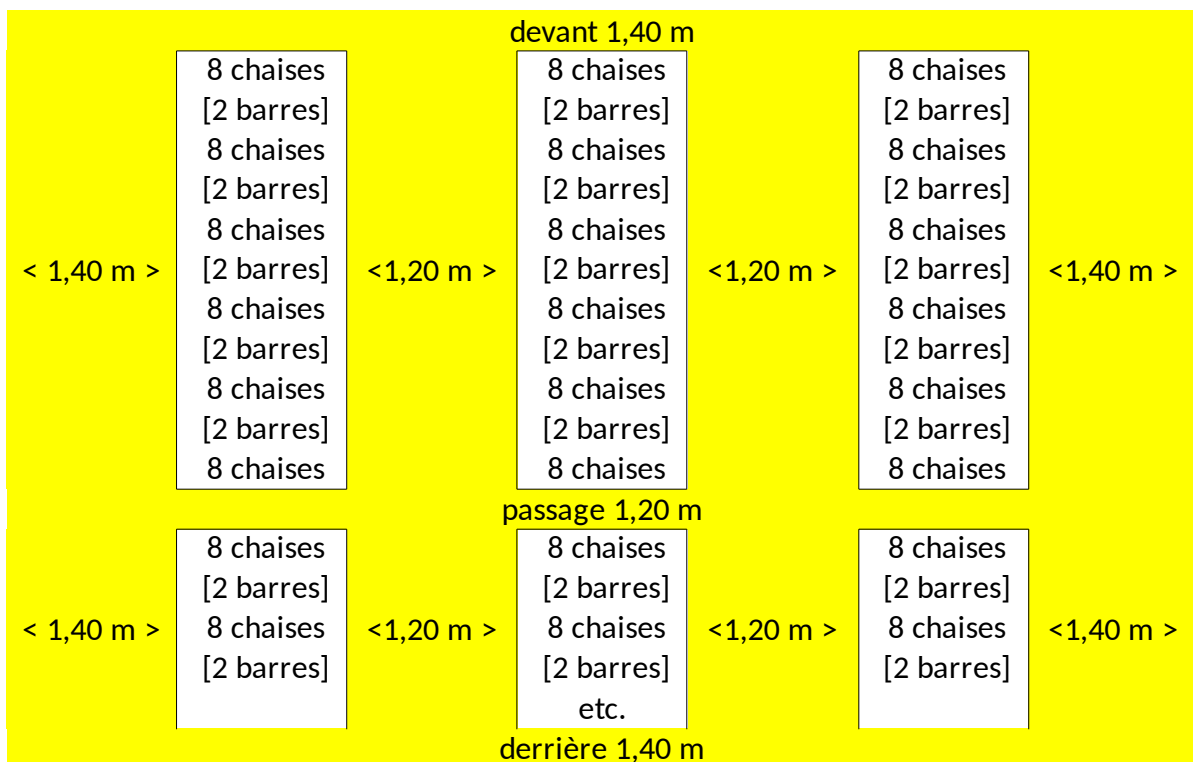 devant 1,40 m
8 chaises 8 chaises 8 chaises
[2 barres] [2 barres] [2 barres]
8 chaises 8 chaises 8 chaises
[2 barres] [2 barres] [2 barres]
8 chaises 8 chaises 8 chaises
< 1,40 m > [2 barres] <1,20 m > [2 barres] <1,20 m > [2 barres] <1,40 m >
8 chaises 8 chaises 8 chaises
[2 barres] [2 barres] [2 barres]
8 chaises 8 chaises 8 chaises
[2 barres] [2 barres] [2 barres]
8 chaises 8 chaises 8 chaises
passage 1,20 m
8 chaises 8 chaises 8 chaises
[2 barres] [2 barres] [2 barres]
< 1,40 m > 8 chaises <1,20 m > 8 chaises <1,20 m > 8 chaises <1,40 m >
[2 barres] [2 barres] [2 barres]
etc.
derrière 1,40 m